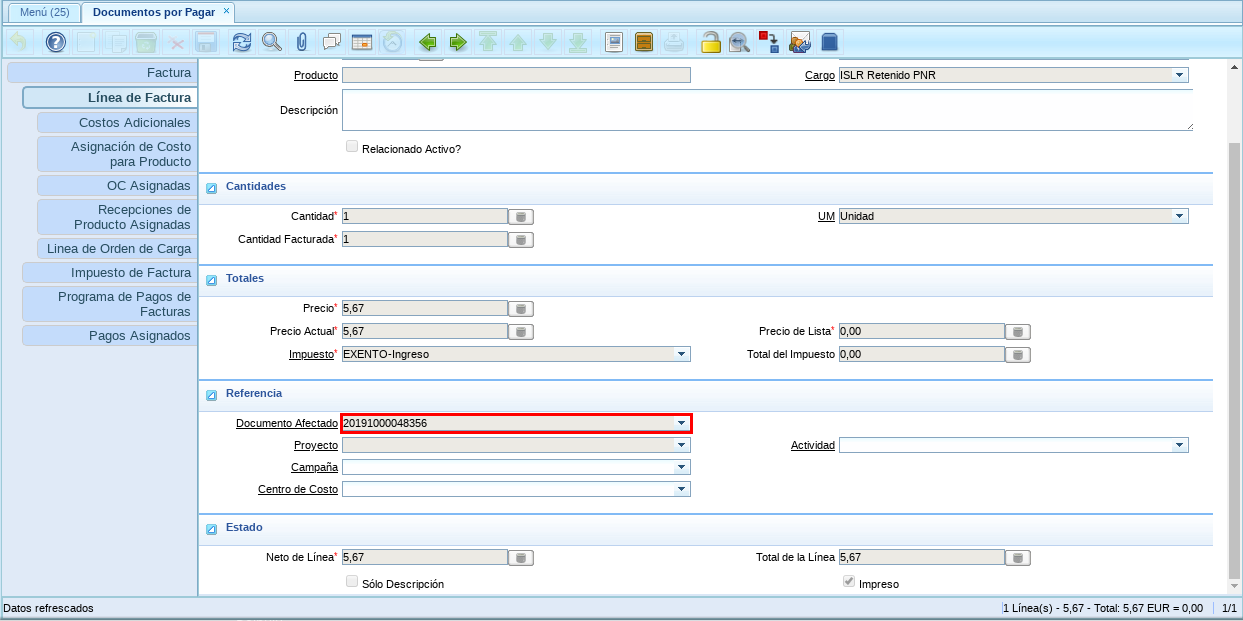 Menú (25)
Documentos por Pagar ×
Factura
Línea de Factura
Costos Adicionales
Asignación de Costo
para Producto
OC Asignadas
Recepciones de
Producto Asignadas
Linea de Orden de Carga
Impuesto de Factura
Programa de Pagos de
Facturas
Pagos Asignados
Producto
Cargo ISLR Retenido PNR
Descripción
Relacionado Activo?
Cantidades
Cantidad* 1
UM Unidad
Cantidad Facturada* 1
Totales
Precio* 5,67
Precio Actual* 5,67
Precio de Lista* 0,00
Impuesto* EXENTO-Ingreso
Total del Impuesto 0,00
Referencia
Documento Afectado 20191000048356
Proyecto
Actividad
Campaña
Centro de Costo
Estado
Neto de Línea* 5,67
Total de la Línea 5,67
Sólo Descripción
Impreso
Datos refrescados
1 Línea(s) - 5,67 - Total: 5,67 EUR = 0,00
1/1